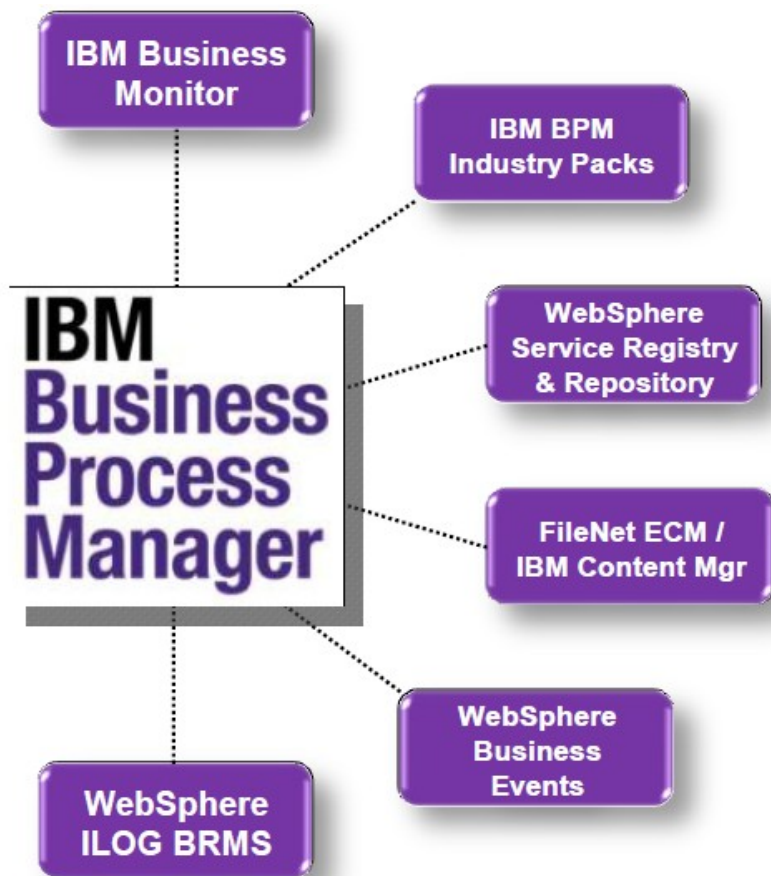 IBM Business
Monitor
IBM BPM
Industry Packs
WebSphere
Service Registry
& Repository
IBM
Business
Process
Manager
FileNet ECM /
IBM Content Mgr
WebSphere
Business
Events
WebSphere
ILOG BRMS